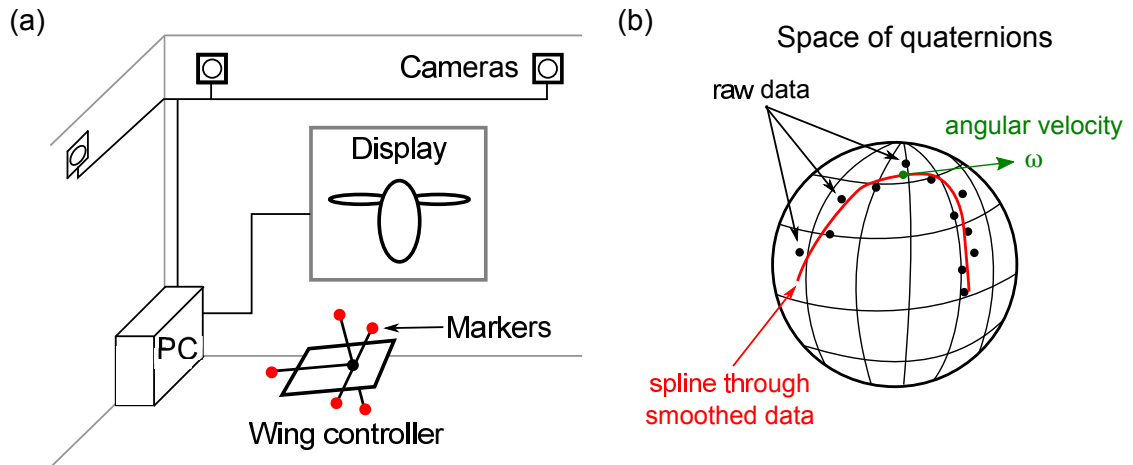 (a)
Cameras
Display
PC
Markers
Wing controller
(b)
Space of quaternions
raw data
angular velocity
ω
spline through
smoothed data